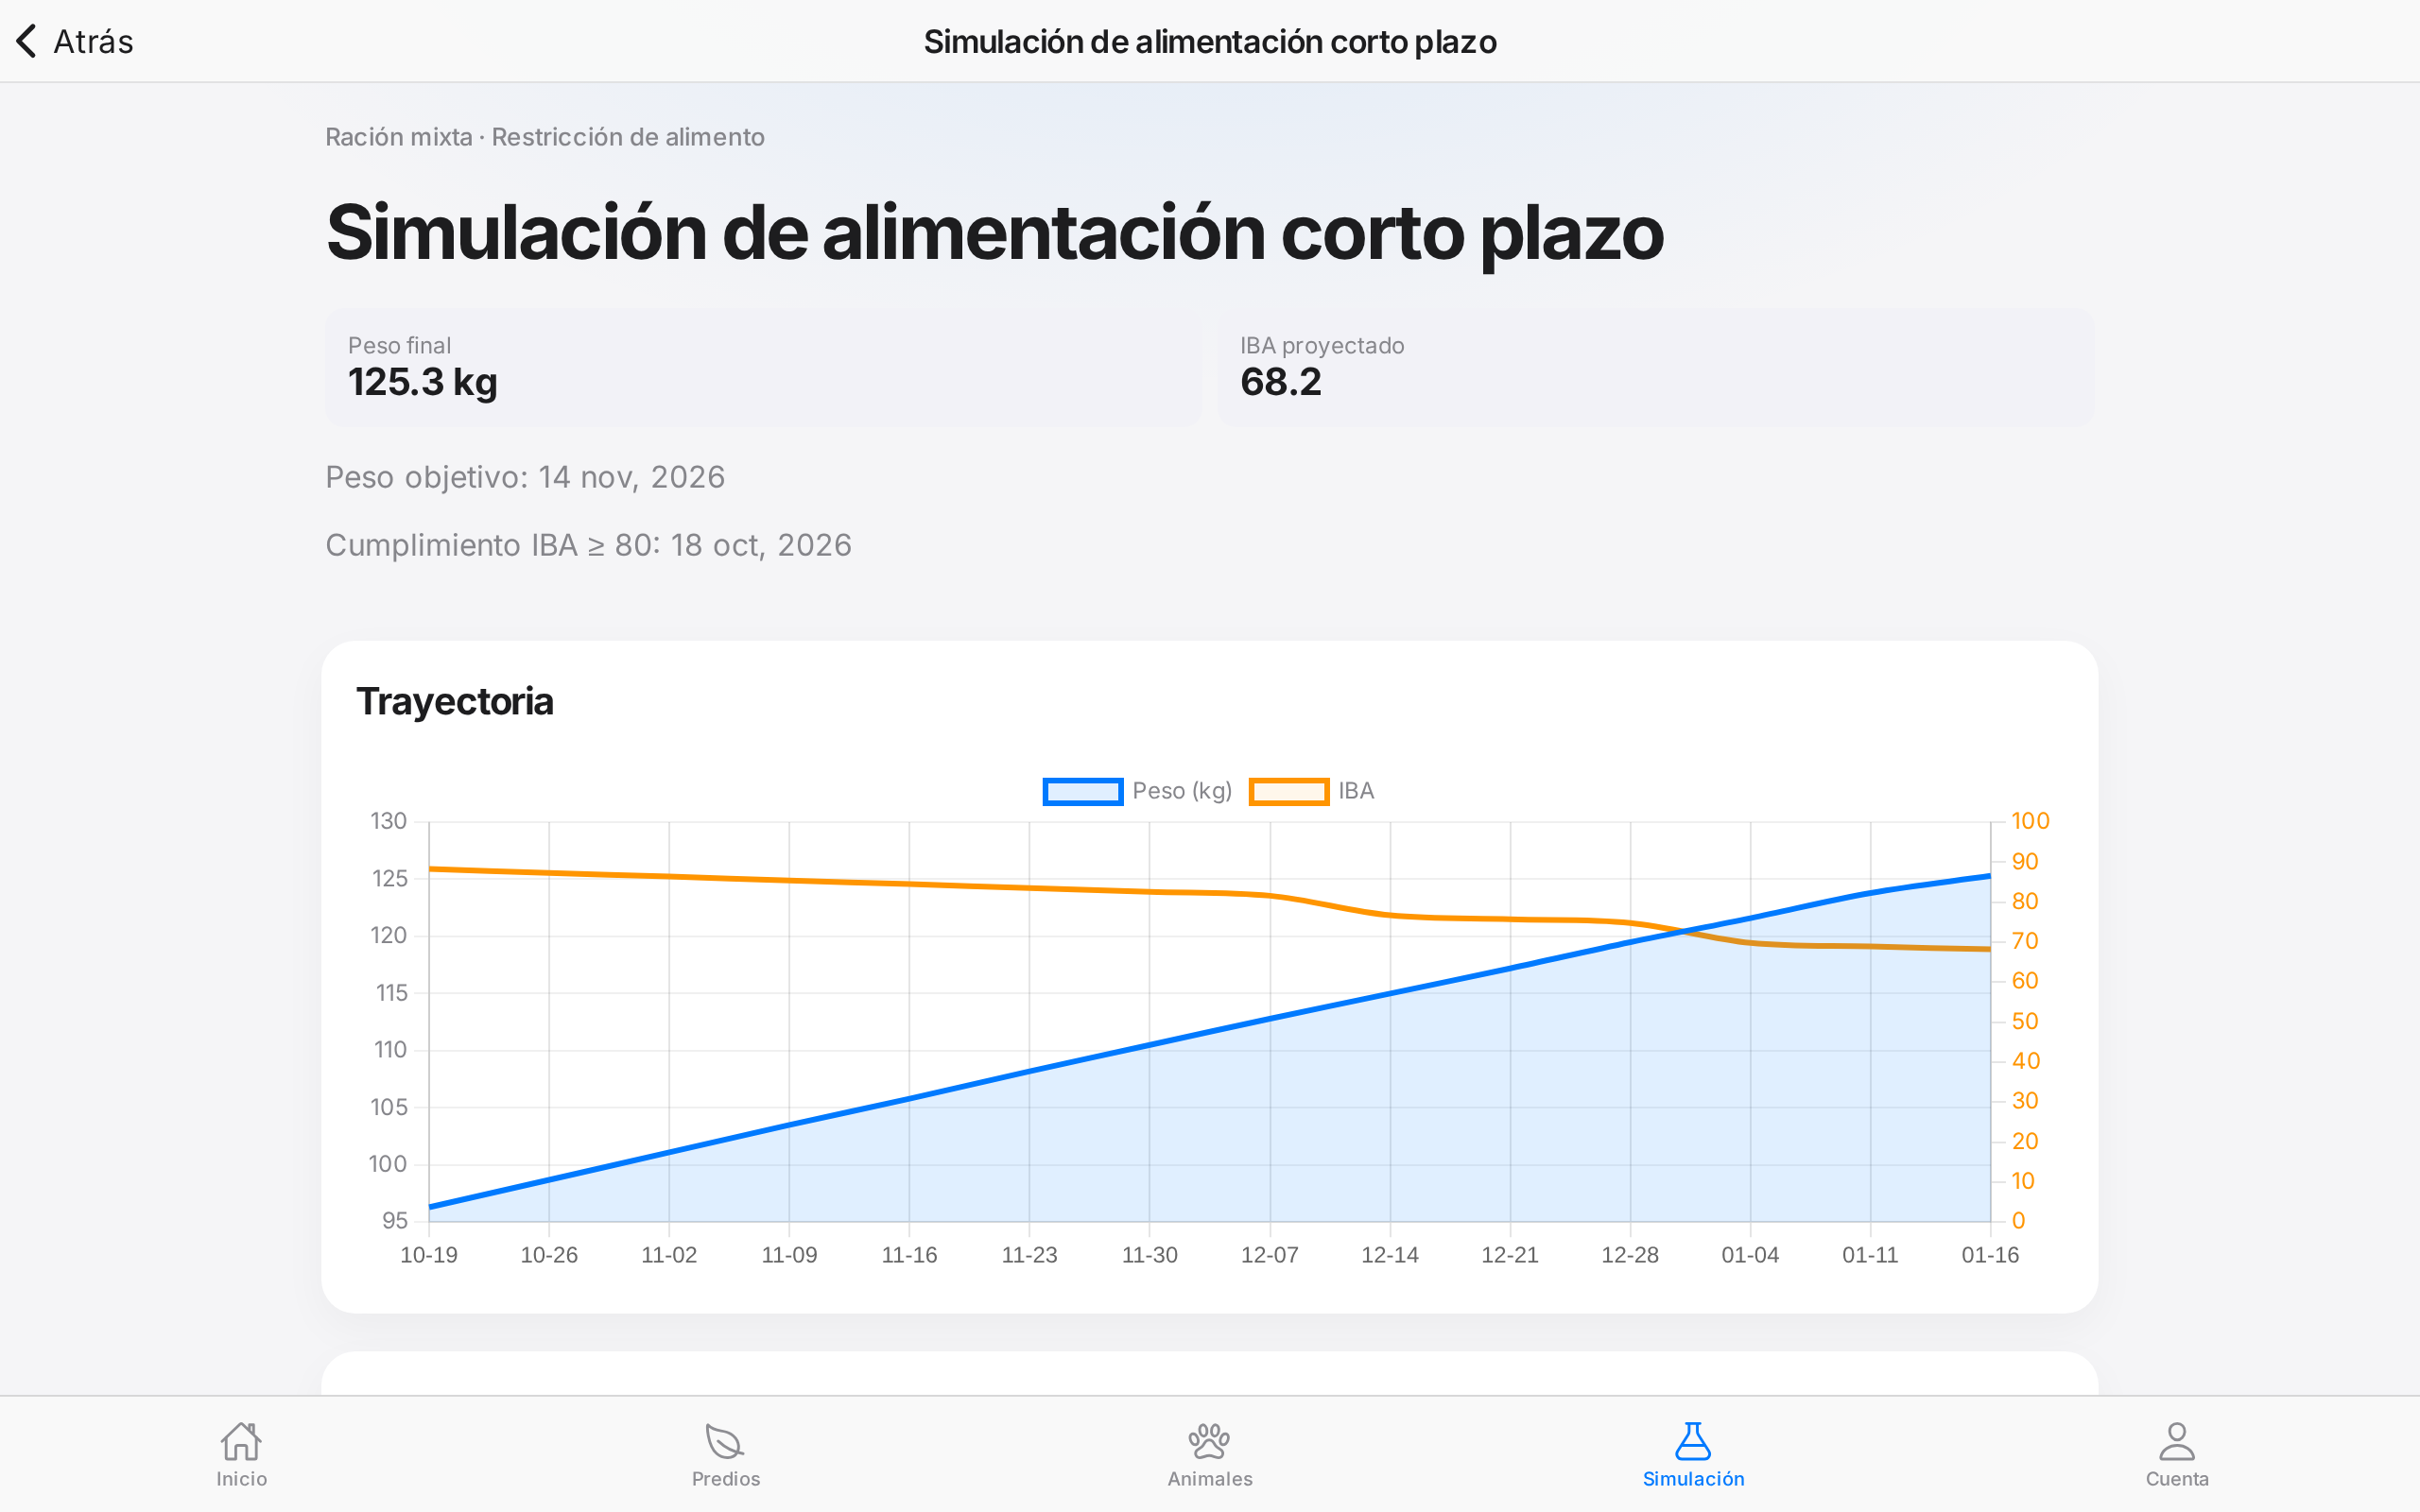 Atrás
Simulación de alimentación corto plazo
Ración mixta · Restricción de alimento
Simulación de alimentación corto plazo
Peso final
125.3 kg
IBA proyectado
68.2
Peso objetivo: 14 nov, 2026
Cumplimiento IBA ≥ 80: 18 oct, 2026
Trayectoria
Peso (kg)
IBA
130
125
120
115
110
105
100
95
100
90
80
70
60
50
40
30
20
10
0
10-19
10-26
11-02
11-09
11-16
11-23
11-30
12-07
12-14
12-21
12-28
01-04
01-11
01-16
Inicio
Predios
Animales
Simulación
Cuenta